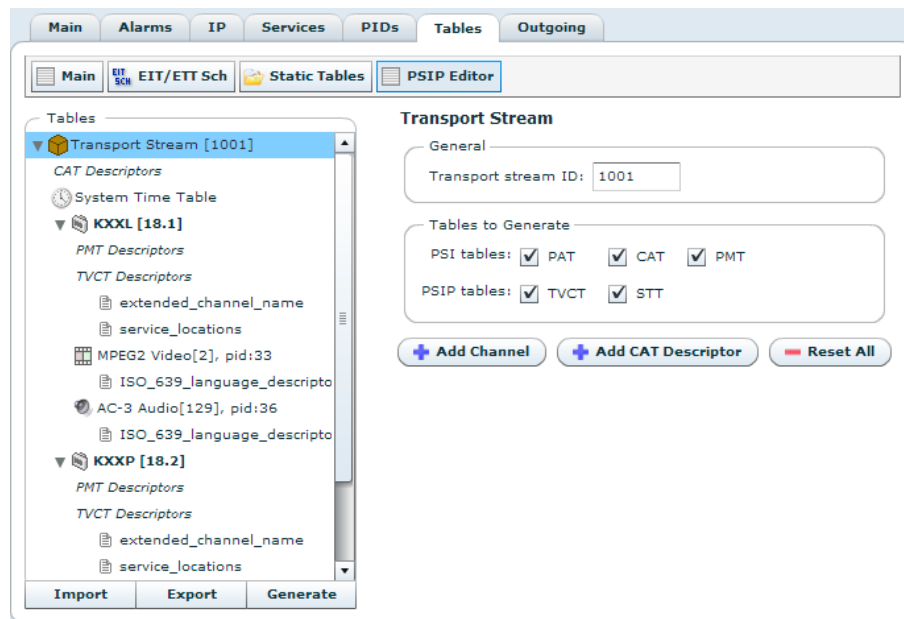 Main Alarms IP Services PIDs Tables Outgoing
Main EIT SCH EIT/ETT Sch Static Tables PSIP Editor
Tables
Transport Stream [1001]
CAT Descriptors
System Time Table
KXXL [18.1]
PMT Descriptors
TVCT Descriptors
extended_channel_name
service_locations
MPEG2 Video[2], pid:33
ISO_639_language_descripto
AC-3 Audio[129], pid:36
ISO_639_language_descripto
KXXP [18.2]
PMT Descriptors
TVCT Descriptors
extended_channel_name
service_locations
Import Export Generate
Transport Stream
General
Transport stream ID: 1001
Tables to Generate
PSI tables: PAT CAT PMT
PSIP tables: TVCT STT
Add Channel Add CAT Descriptor Reset All